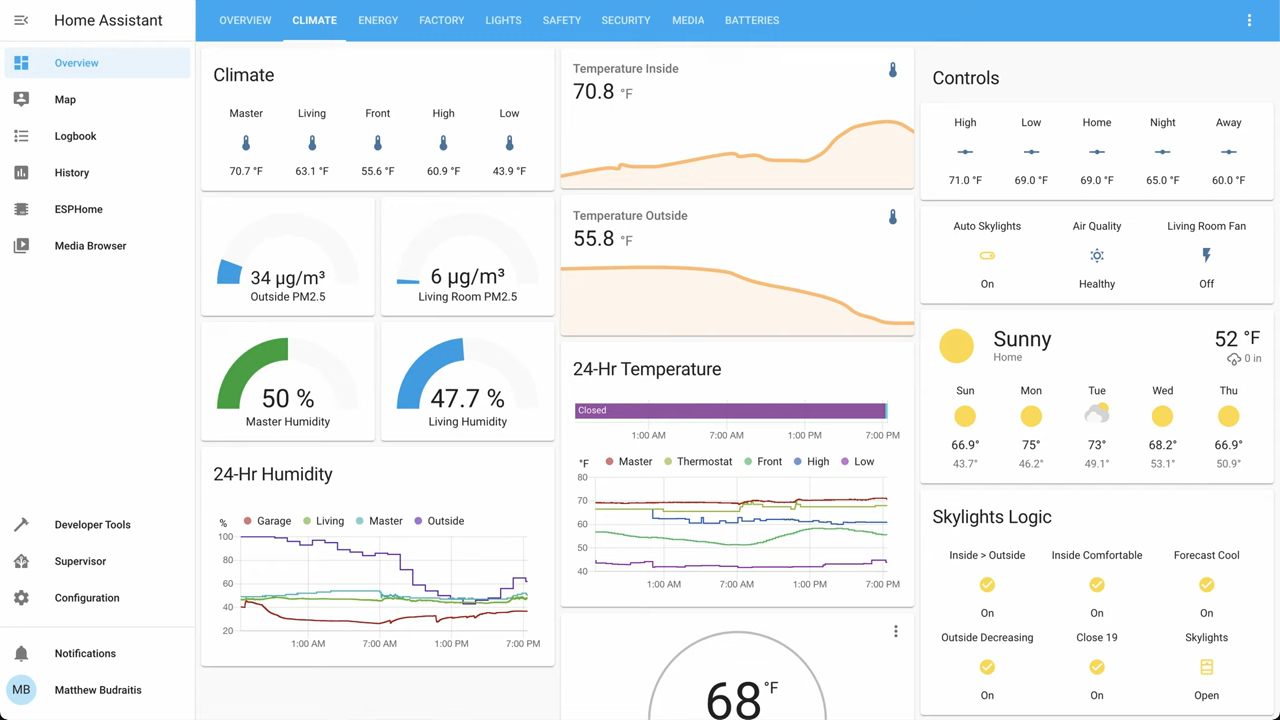 Home Assistant
OVERVIEW CLIMATE ENERGY FACTORY LIGHTS SAFETY SECURITY MEDIA BATTERIES
Overview
Map
Logbook
History
ESPHome
Media Browser
Developer Tools
Supervisor
Configuration
Notifications
MB Matthew Budraitis
Climate
Master Living Front High Low
70.7 °F 63.1 °F 55.6 °F 60.9 °F 43.9 °F
34 µg/m³
Outside PM2.5
6 µg/m³
Living Room PM2.5
50 %
Master Humidity
47.7 %
Living Humidity
24-Hr Humidity
% Garage Living Master Outside
100
80
60
40
20
1:00 AM 7:00 AM 1:00 PM 7:00 PM
Temperature Inside
70.8 °F
Temperature Outside
55.8 °F
24-Hr Temperature
Closed
1:00 AM 7:00 AM 1:00 PM 7:00 PM
°F Master Thermostat Front High Low
80
70
60
50
40
1:00 AM 7:00 AM 1:00 PM 7:00 PM
68 °F
Controls
High Low Home Night Away
71.0 °F 69.0 °F 69.0 °F 65.0 °F 60.0 °F
Auto Skylights Air Quality Living Room Fan
On Healthy Off
Sunny 52 °F
Home 0 in
Sun Mon Tue Wed Thu
66.9° 75° 73° 68.2° 66.9°
43.7° 46.2° 49.1° 53.1° 50.9°
Skylights Logic
Inside > Outside Inside Comfortable Forecast Cool
On On On
Outside Decreasing Close 19 Skylights
On On Open